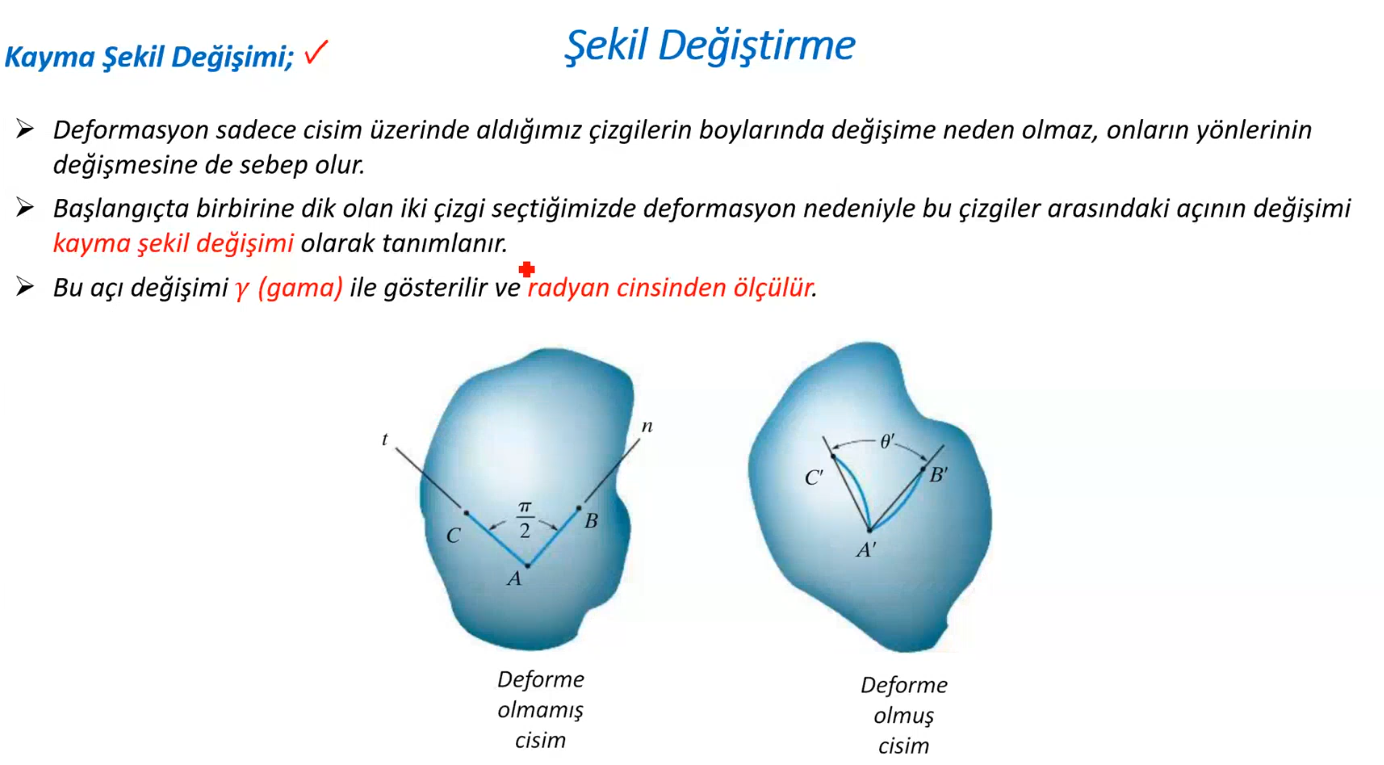 Şekil Değiştirme
Kayma Şekil Değişimi; ✓
➢ Deformasyon sadece cisim üzerinde aldığımız çizgilerin boylarında değişime neden olmaz, onların yönlerinin
değişmesine de sebep olur.
➢ Başlangıçta birbirine dik olan iki çizgi seçtiğimizde deformasyon nedeniyle bu çizgiler arasındaki açının değişimi
kayma şekil değişimi olarak tanımlanır.
➢ Bu açı değişimi γ (gama) ile gösterilir ve radyan cinsinden ölçülür.
t
n
π
2
C
B
A
θ'
C'
B'
A'
Deforme
olmamış
cisim
Deforme
olmuş
cisim